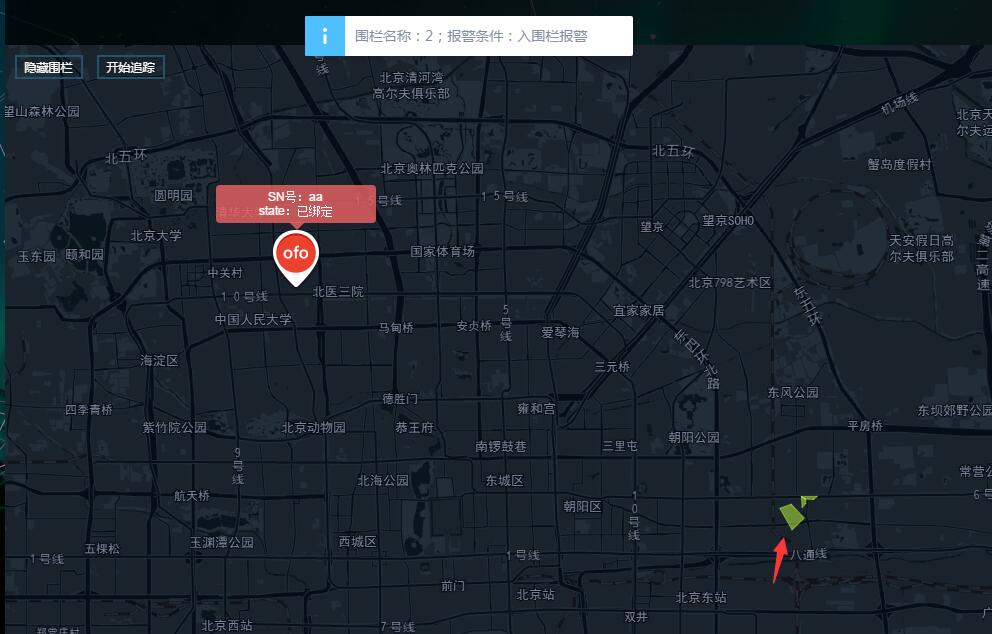 围栏名称：2；报警条件：入围栏报警
隐藏围栏
开始追踪
线
北京清河湾
高尔夫俱乐部
望山森林公园
机场线
北京天
尔夫运
北五环
北五环
北京奥林匹克公园
蟹岛度假村
圆明园
SN号：aa
state：已绑定
15号线
15号线
清华大
北京大学
望京
望京SOHO
玉东园
颐和园
ofo
国家体育场
天安假日高
尔夫俱乐部
第二高速
中关村
10号线
北医三院
北京798艺术区
东五环
中国人民大学
马甸桥
安贞桥
5号线
爱琴海
宜家家居
海淀区
三元桥
东四环北路
四季青桥
德胜门
雍和宫
东风公园
紫竹院公园
北京动物园
恭王府
平房桥
东坝郊野公园
南锣鼓巷
三里屯
朝阳公园
9号线
北海公园
东城区
常营公
航天桥
朝阳区
10号线
6号
玉渊潭公园
西城区
五棵松
1号线
1号线
八通线
前门
北京站
北京东站
北京西站
7号线
双井
广